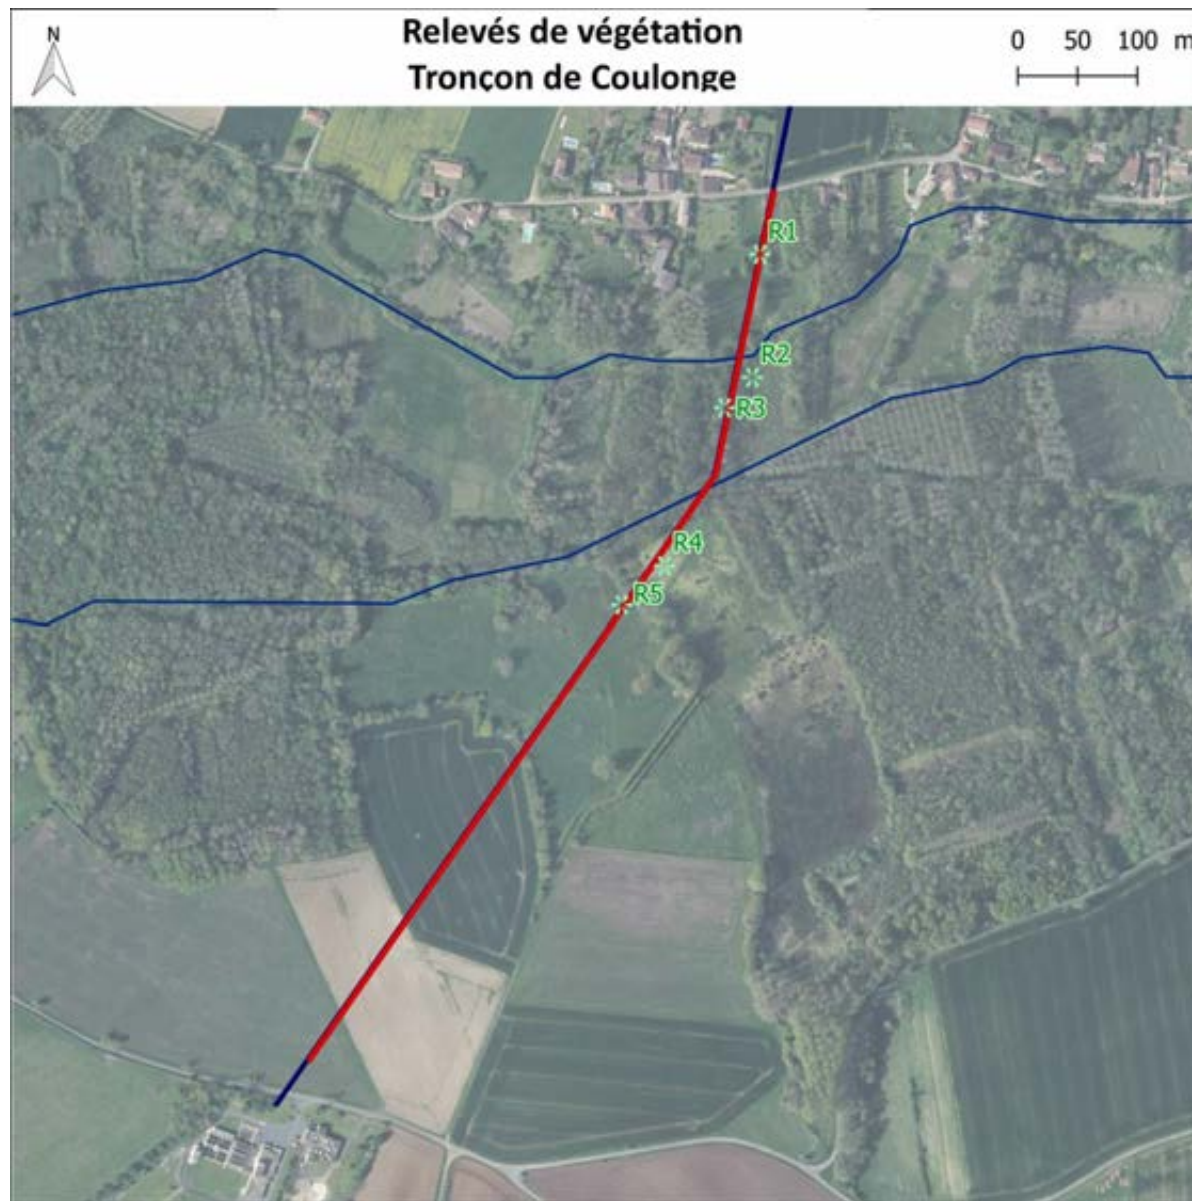 N
Relevés de végétation
Tronçon de Coulonge
0 50 100 m
R1
R2
R3
R4
R5